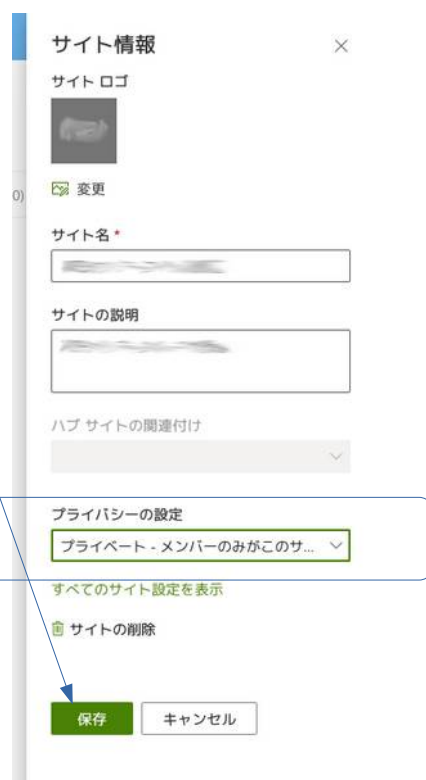 サイト情報
サイト ロゴ
変更
0)
サイト名 *
サイトの説明
ハブ サイトの関連付け
プライバシーの設定
プライベート - メンバーのみがこのサ...
すべてのサイト設定を表示
サイトの削除
保存
キャンセル